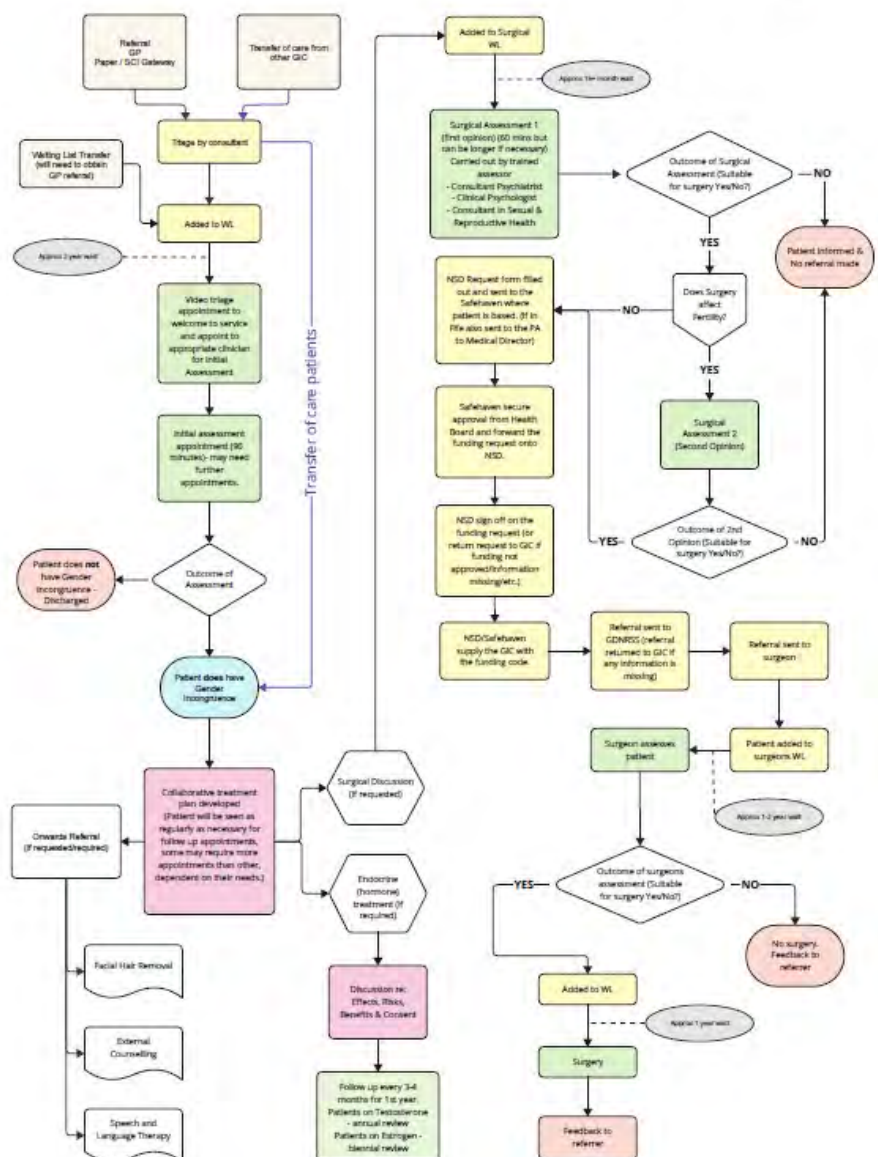 Referral
GP
Paper / SCI Gateway
Transfer of care from
other GIC
Triage by consultant
Waiting List Transfer
(will need to obtain
GP referral)
Added to WL
Approx 2 year wait
Video triage
appointment to
welcome to service
and appoint to
appropriate clinician
for Initial
Assessment
Initial assessment
appointment (90
minutes)- may need
further
appointments.
Transfer of care patients
Outcome of
Assessment
Patient does not
have Gender
Incongruence -
Discharged
Patient does have
Gender
Incongruence
Collaborative treatment
plan developed
(Patient will be seen as
regularly as necessary for
follow up appointments,
some may require more
appointments than other,
dependent on their needs.)
Onwards Referral
(if requested/required)
Facial Hair Removal
External
Counselling
Speech and
Language Therapy
Surgical Discussion
(if requested)
Endocrine
(hormone)
treatment (if
required)
Discussion re:
Effects, Risks,
Benefits & Consent
Follow up every 3-4
months for 1st year.
Patients on Testosterone
- annual review
Patients on Estrogen -
biennial review
Added to Surgical
WL
Approx month wait
Surgical Assessment 1
(first opinion) (60 mins but
can be longer if necessary)
Carried out by trained
assessor
- Consultant Psychiatrist
- Clinical Psychologist
- Consultant in Sexual &
Reproductive Health
Outcome of Surgical
Assessment (Suitable
for surgery Yes/No?)
NO
YES
Patient Informed &
No referral made
Does Surgery
affect
Fertility?
NO
YES
Surgical
Assessment 2
(Second Opinion)
Outcome of 2nd
Opinion (Suitable for
surgery Yes/No?)
YES
NO
NSD Request form filled
out and sent to the
Safehaven where
patient is based. (If in
Fife also sent to the PA
to Medical Director)
Safehaven secure
approval from Health
Board and forward the
funding request onto
NSD.
NSD sign off on the
funding request (or
return request to GIC if
funding not
approved/information
missing/etc.)
NSD/Safehaven
supply the GIC with
the funding code.
Referral sent to
GDNRSS (referral
returned to GIC if
any information is
missing)
Referral sent to
surgeon
Patient added to
surgeons WL
Approx 1-2 year wait
Surgeon assesses
patient
Outcome of surgeons
assessment (Suitable
for surgery Yes/No?)
YES
NO
No surgery.
Feedback to
referrer
Added to WL
Approx 1 year wait
Surgery
Feedback to
referrer